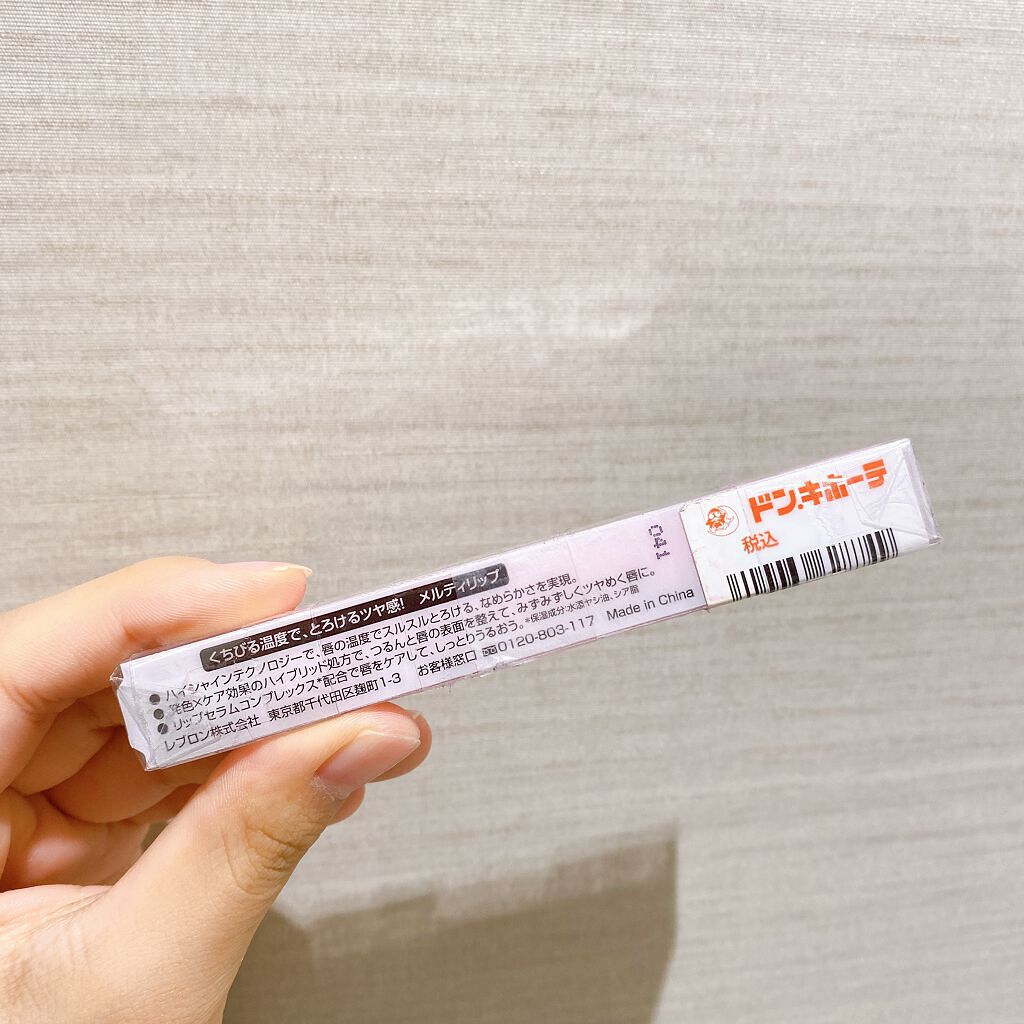 くちびる温度で、とろけるツヤ感! メルティリップ
● ハイシャインテクノロジーで、唇の温度でスルスルとろける、なめらかさを実現。
● 発色×ケア効果のハイブリッド処方で、つるんと唇の表面を整えて、みずみずしくツヤめく唇に。
● リップセラムコンプレックス*配合で唇をケアして、しっとりうるおう。*保湿成分:水添ヤシ油、シア脂
レブロン株式会社 東京都千代田区麹町1-3 お客様窓口 0120-803-117 Made in China
ドン.キホーテ
税込